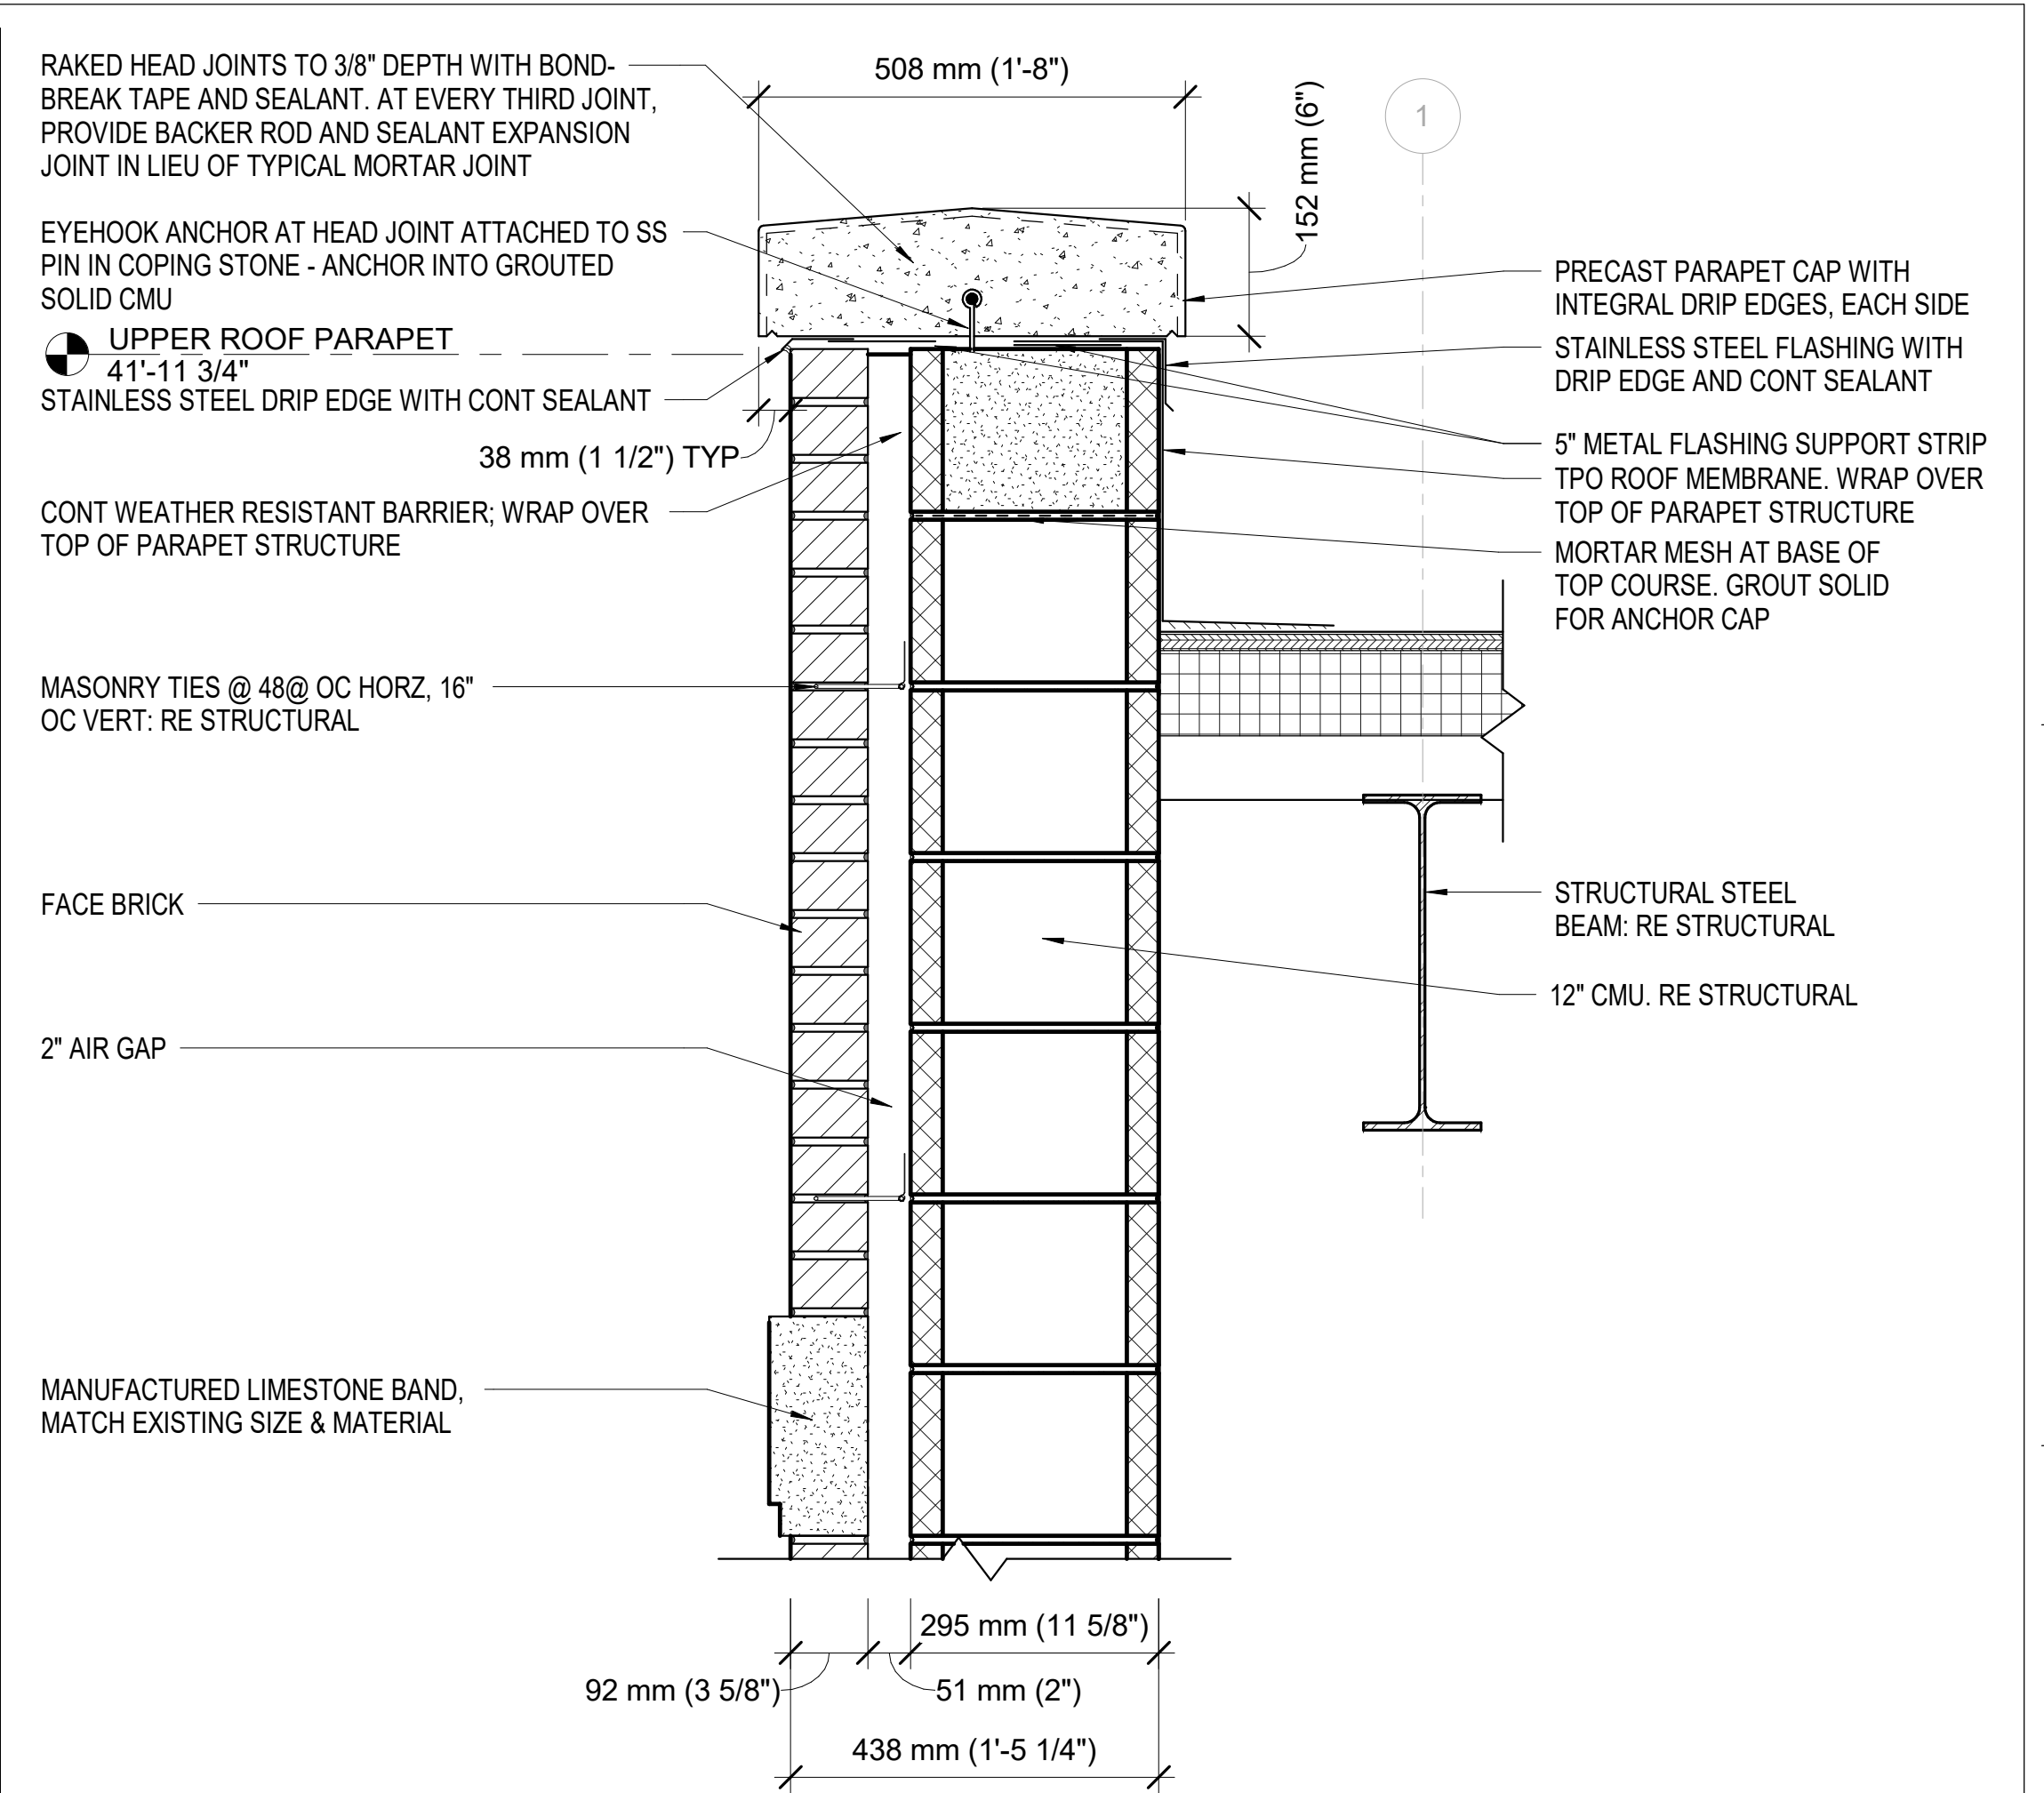 RAKED HEAD JOINTS TO 3/8" DEPTH WITH BOND-
BREAK TAPE AND SEALANT. AT EVERY THIRD JOINT,
PROVIDE BACKER ROD AND SEALANT EXPANSION
JOINT IN LIEU OF TYPICAL MORTAR JOINT
EYEHOOK ANCHOR AT HEAD JOINT ATTACHED TO SS
PIN IN COPING STONE - ANCHOR INTO GROUTED
SOLID CMU
UPPER ROOF PARAPET
41'-11 3/4"
STAINLESS STEEL DRIP EDGE WITH CONT SEALANT
38 mm (1 1/2") TYP
CONT WEATHER RESISTANT BARRIER; WRAP OVER
TOP OF PARAPET STRUCTURE
MASONRY TIES @ 48@ OC HORZ, 16"
OC VERT: RE STRUCTURAL
FACE BRICK
2" AIR GAP
MANUFACTURED LIMESTONE BAND,
MATCH EXISTING SIZE & MATERIAL
508 mm (1'-8")
152 mm (6")
1
PRECAST PARAPET CAP WITH
INTEGRAL DRIP EDGES, EACH SIDE
STAINLESS STEEL FLASHING WITH
DRIP EDGE AND CONT SEALANT
5" METAL FLASHING SUPPORT STRIP
TPO ROOF MEMBRANE. WRAP OVER
TOP OF PARAPET STRUCTURE
MORTAR MESH AT BASE OF
TOP COURSE. GROUT SOLID
FOR ANCHOR CAP
STRUCTURAL STEEL
BEAM: RE STRUCTURAL
12" CMU. RE STRUCTURAL
295 mm (11 5/8")
92 mm (3 5/8")
51 mm (2")
438 mm (1'-5 1/4")